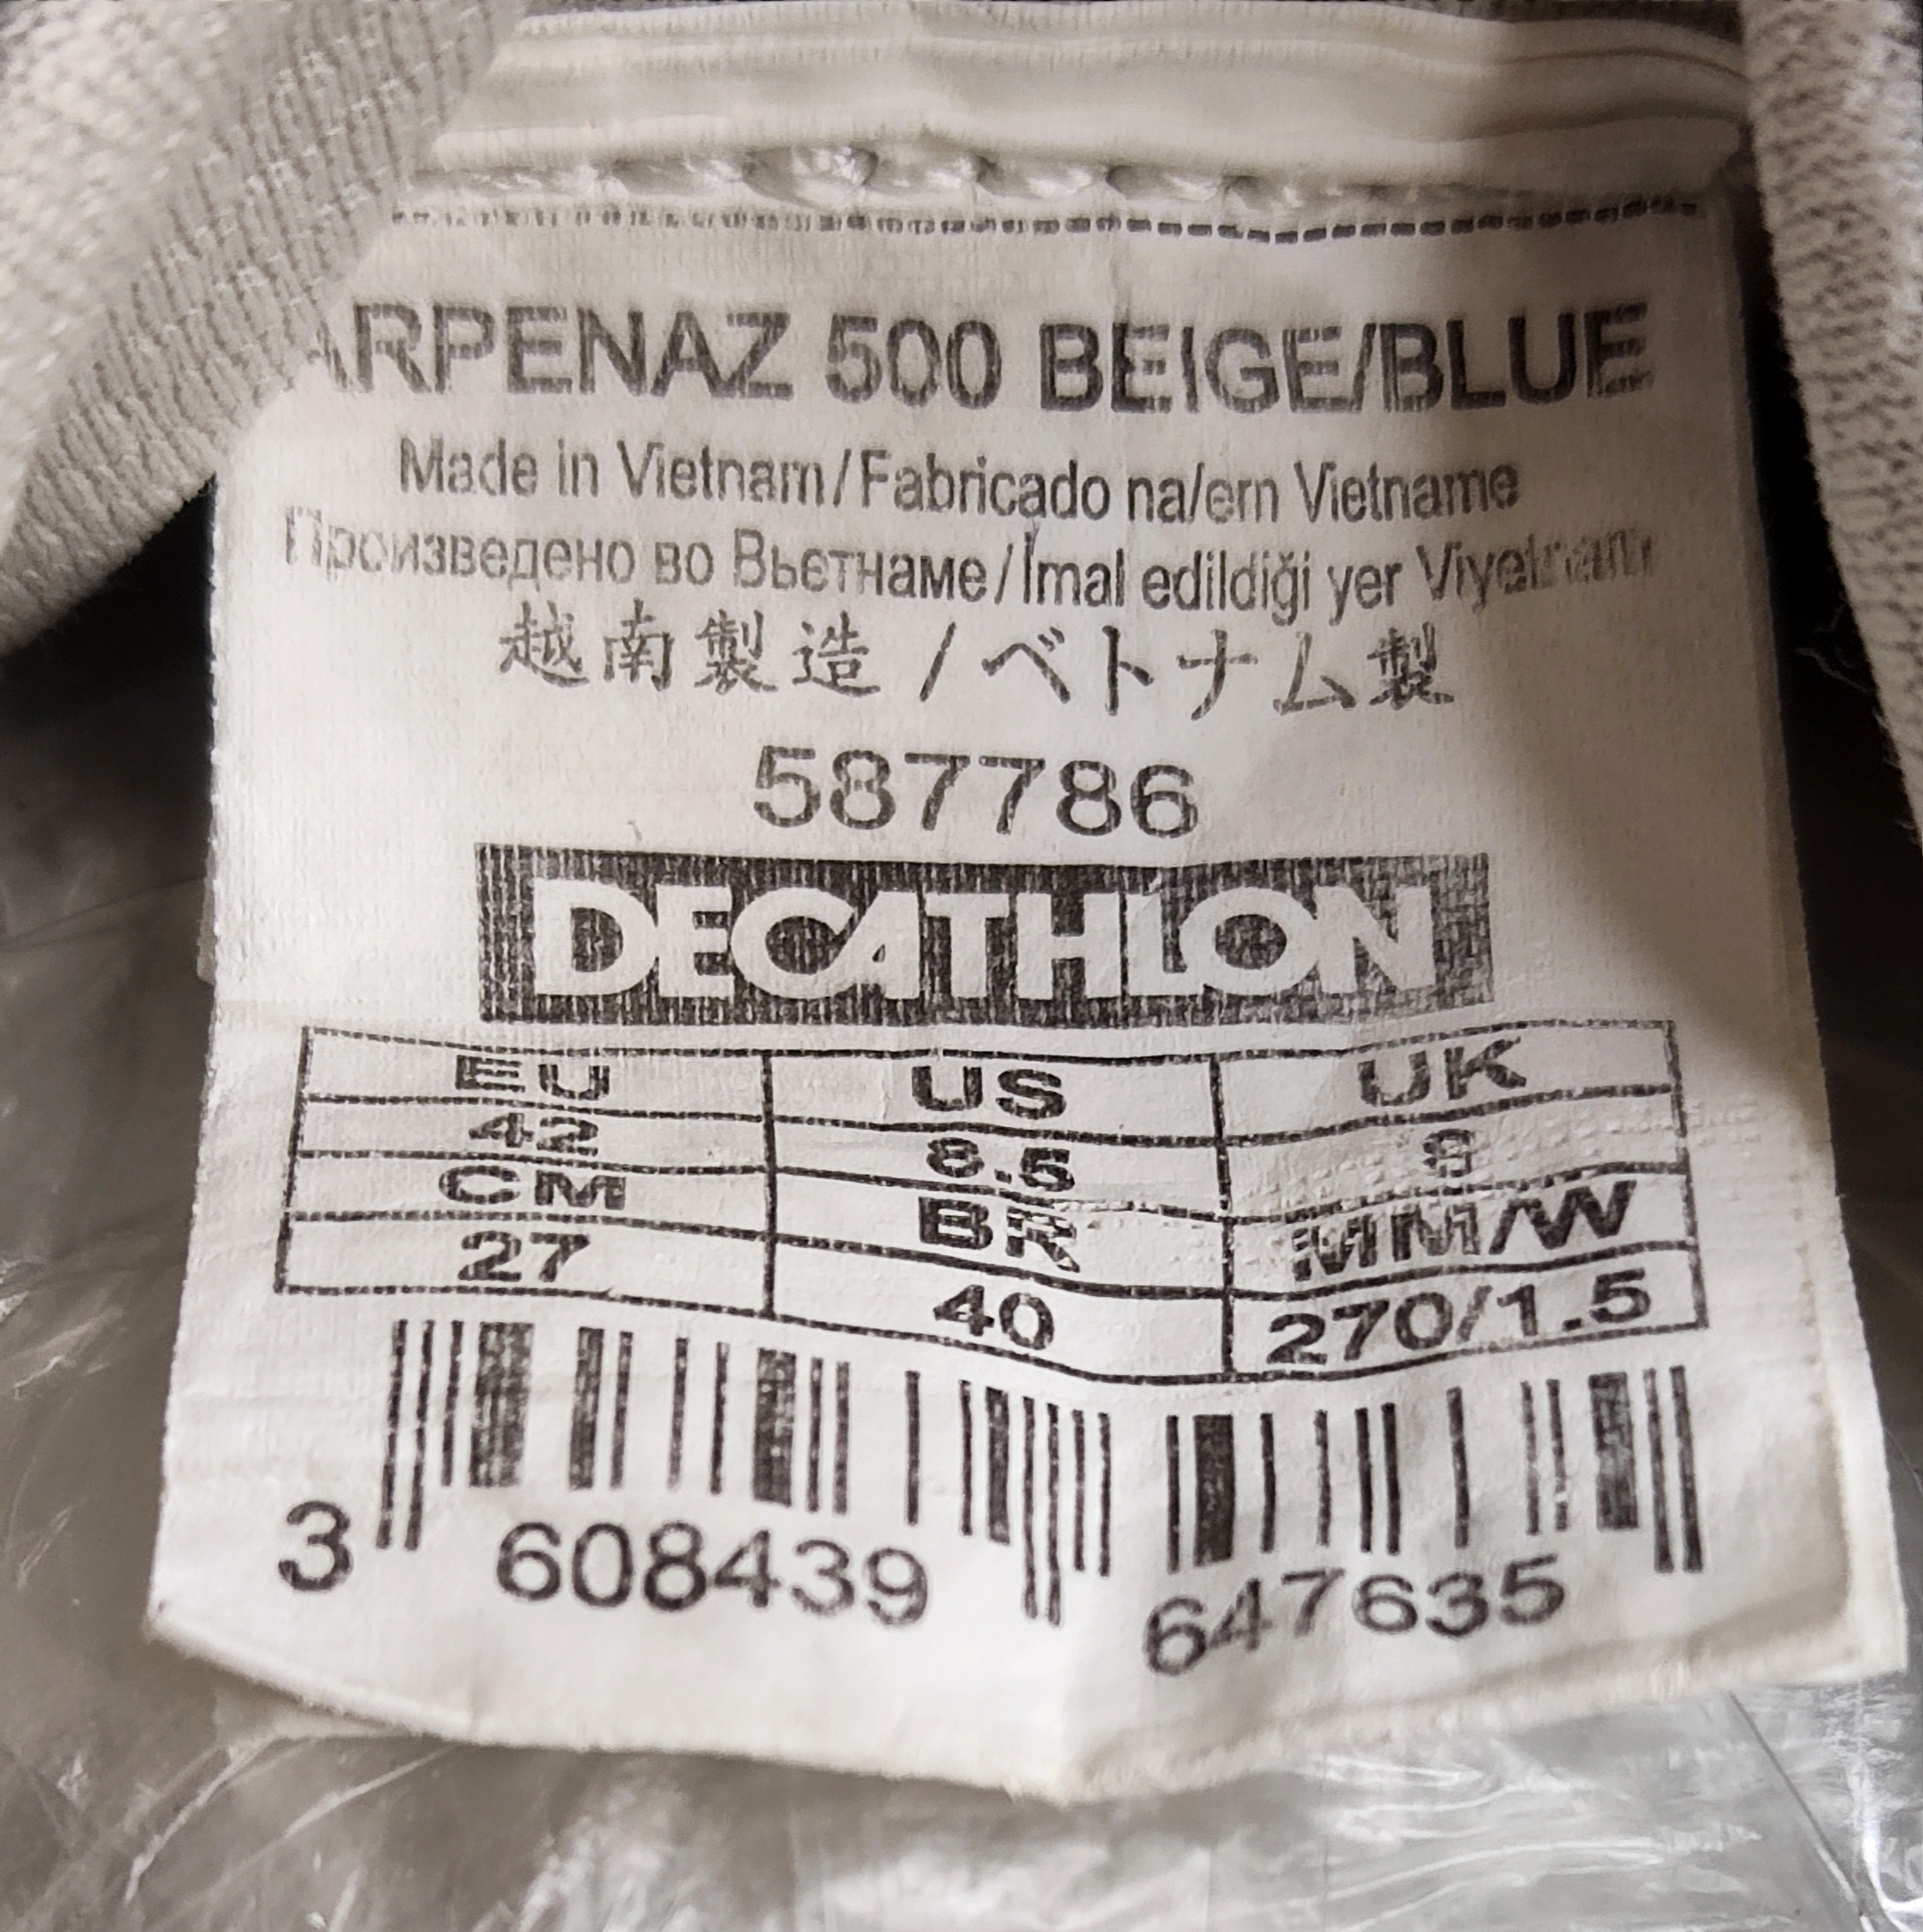 ARPENAZ 500 BEIGE/BLUE
Made in Vietnam/Fabricado na/em Vietname
Произведено во Вьетнаме/İmal edildiği yer Viyetnam
越南製造 / ベトナム製
587786
DECATHLON
EU US UK
42 8.5 8
CM BR MM/W
27 40 270/1.5
3 608439 647635